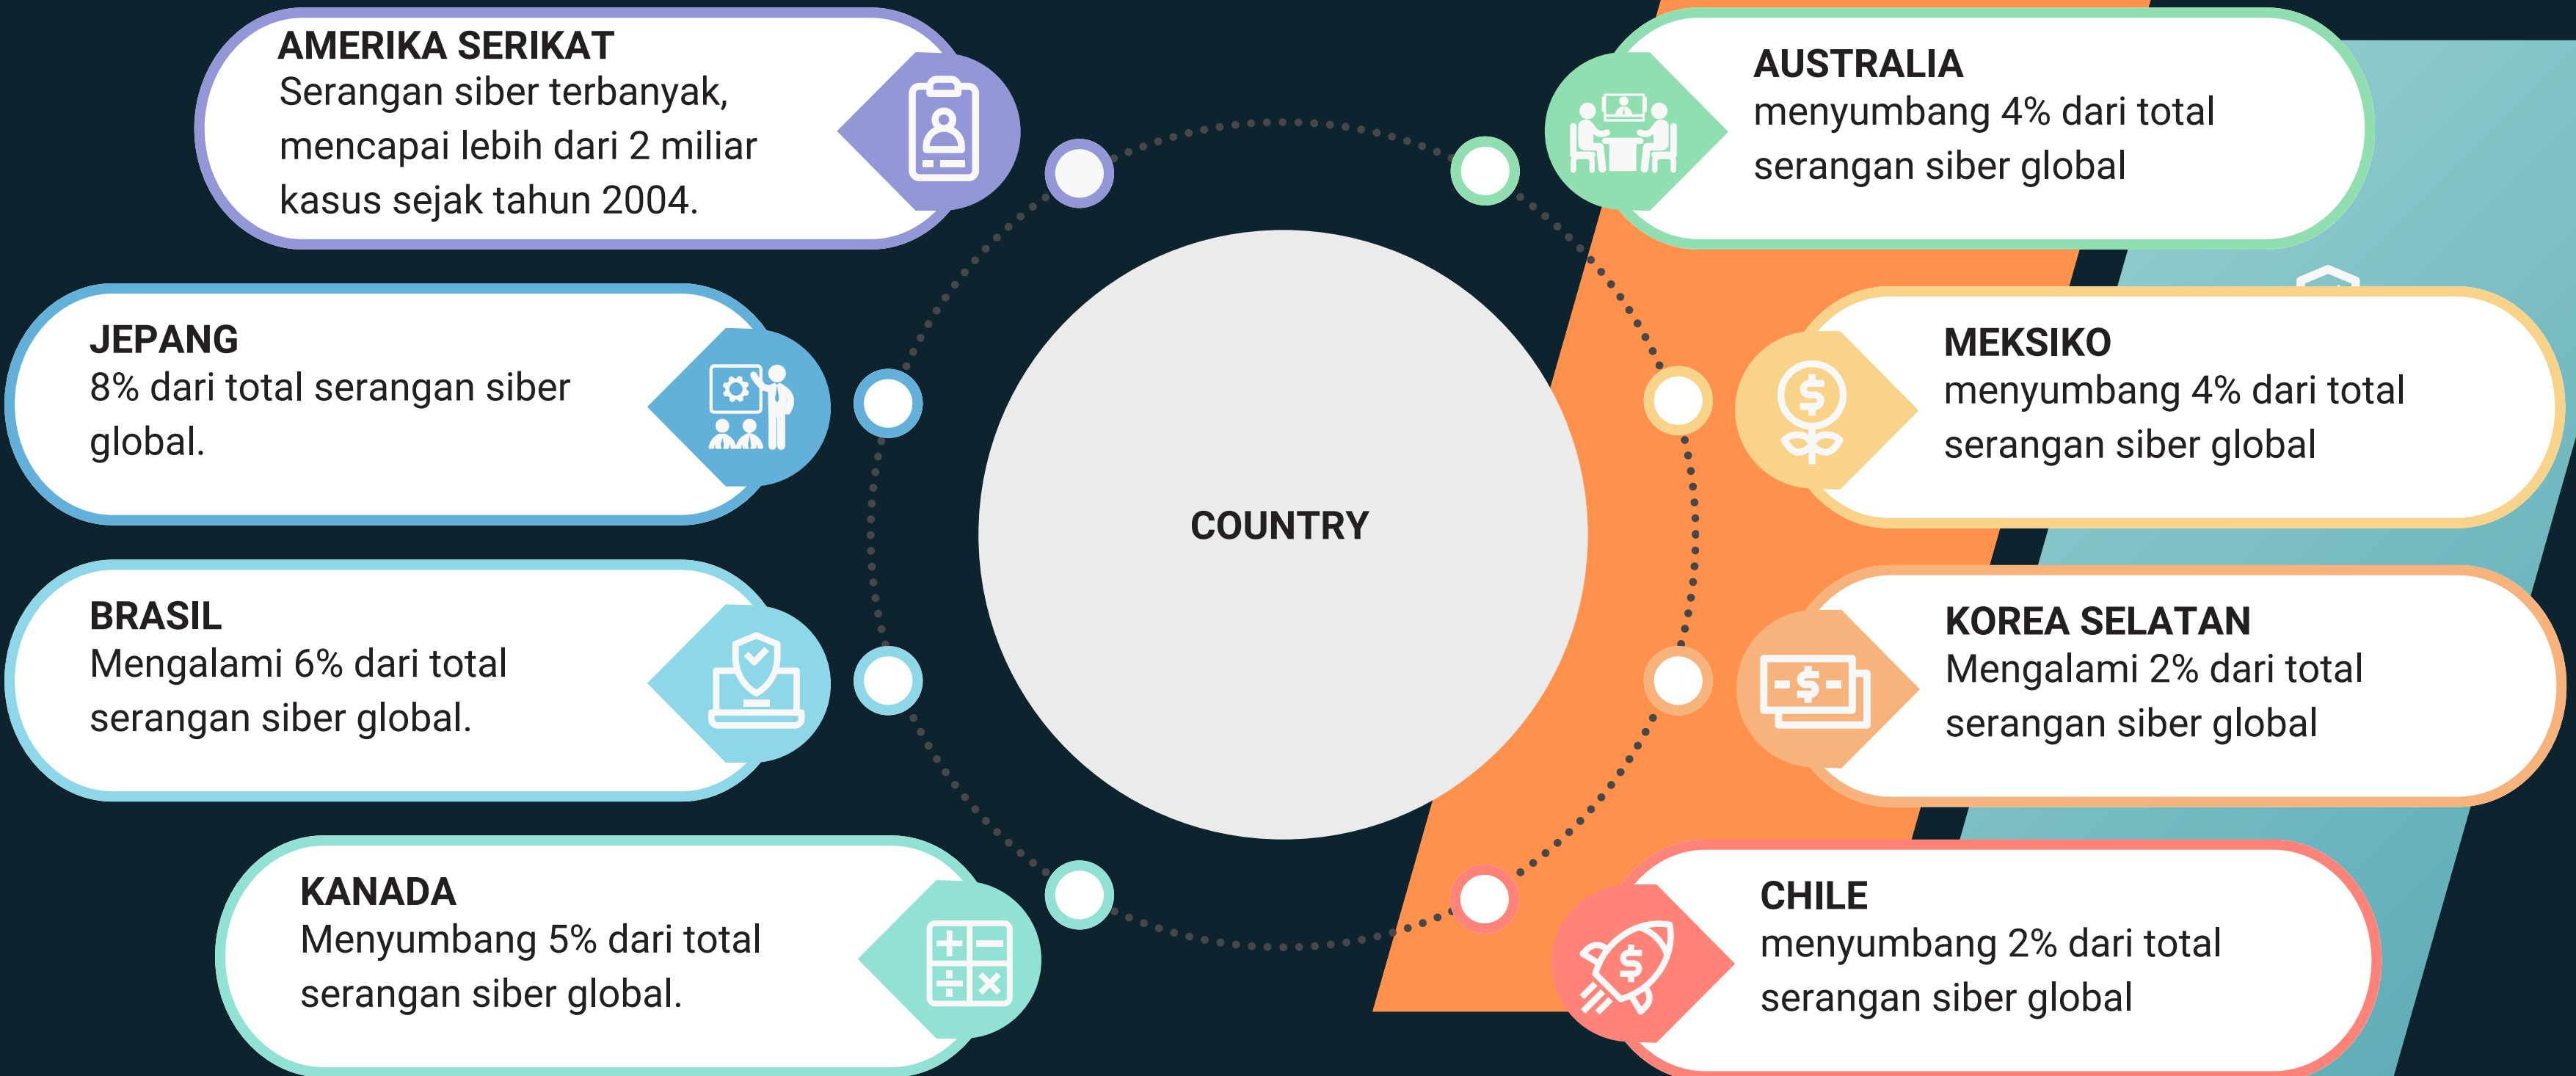 AMERIKA SERIKAT
Serangan siber terbanyak,
mencapai lebih dari 2 miliar
kasus sejak tahun 2004.
JEPANG
8% dari total serangan siber
global.
BRASIL
Mengalami 6% dari total
serangan siber global.
KANADA
Menyumbang 5% dari total
serangan siber global.
COUNTRY
AUSTRALIA
menyumbang 4% dari total
serangan siber global
MEKSIKO
menyumbang 4% dari total
serangan siber global
KOREA SELATAN
Mengalami 2% dari total
serangan siber global
CHILE
menyumbang 2% dari total
serangan siber global